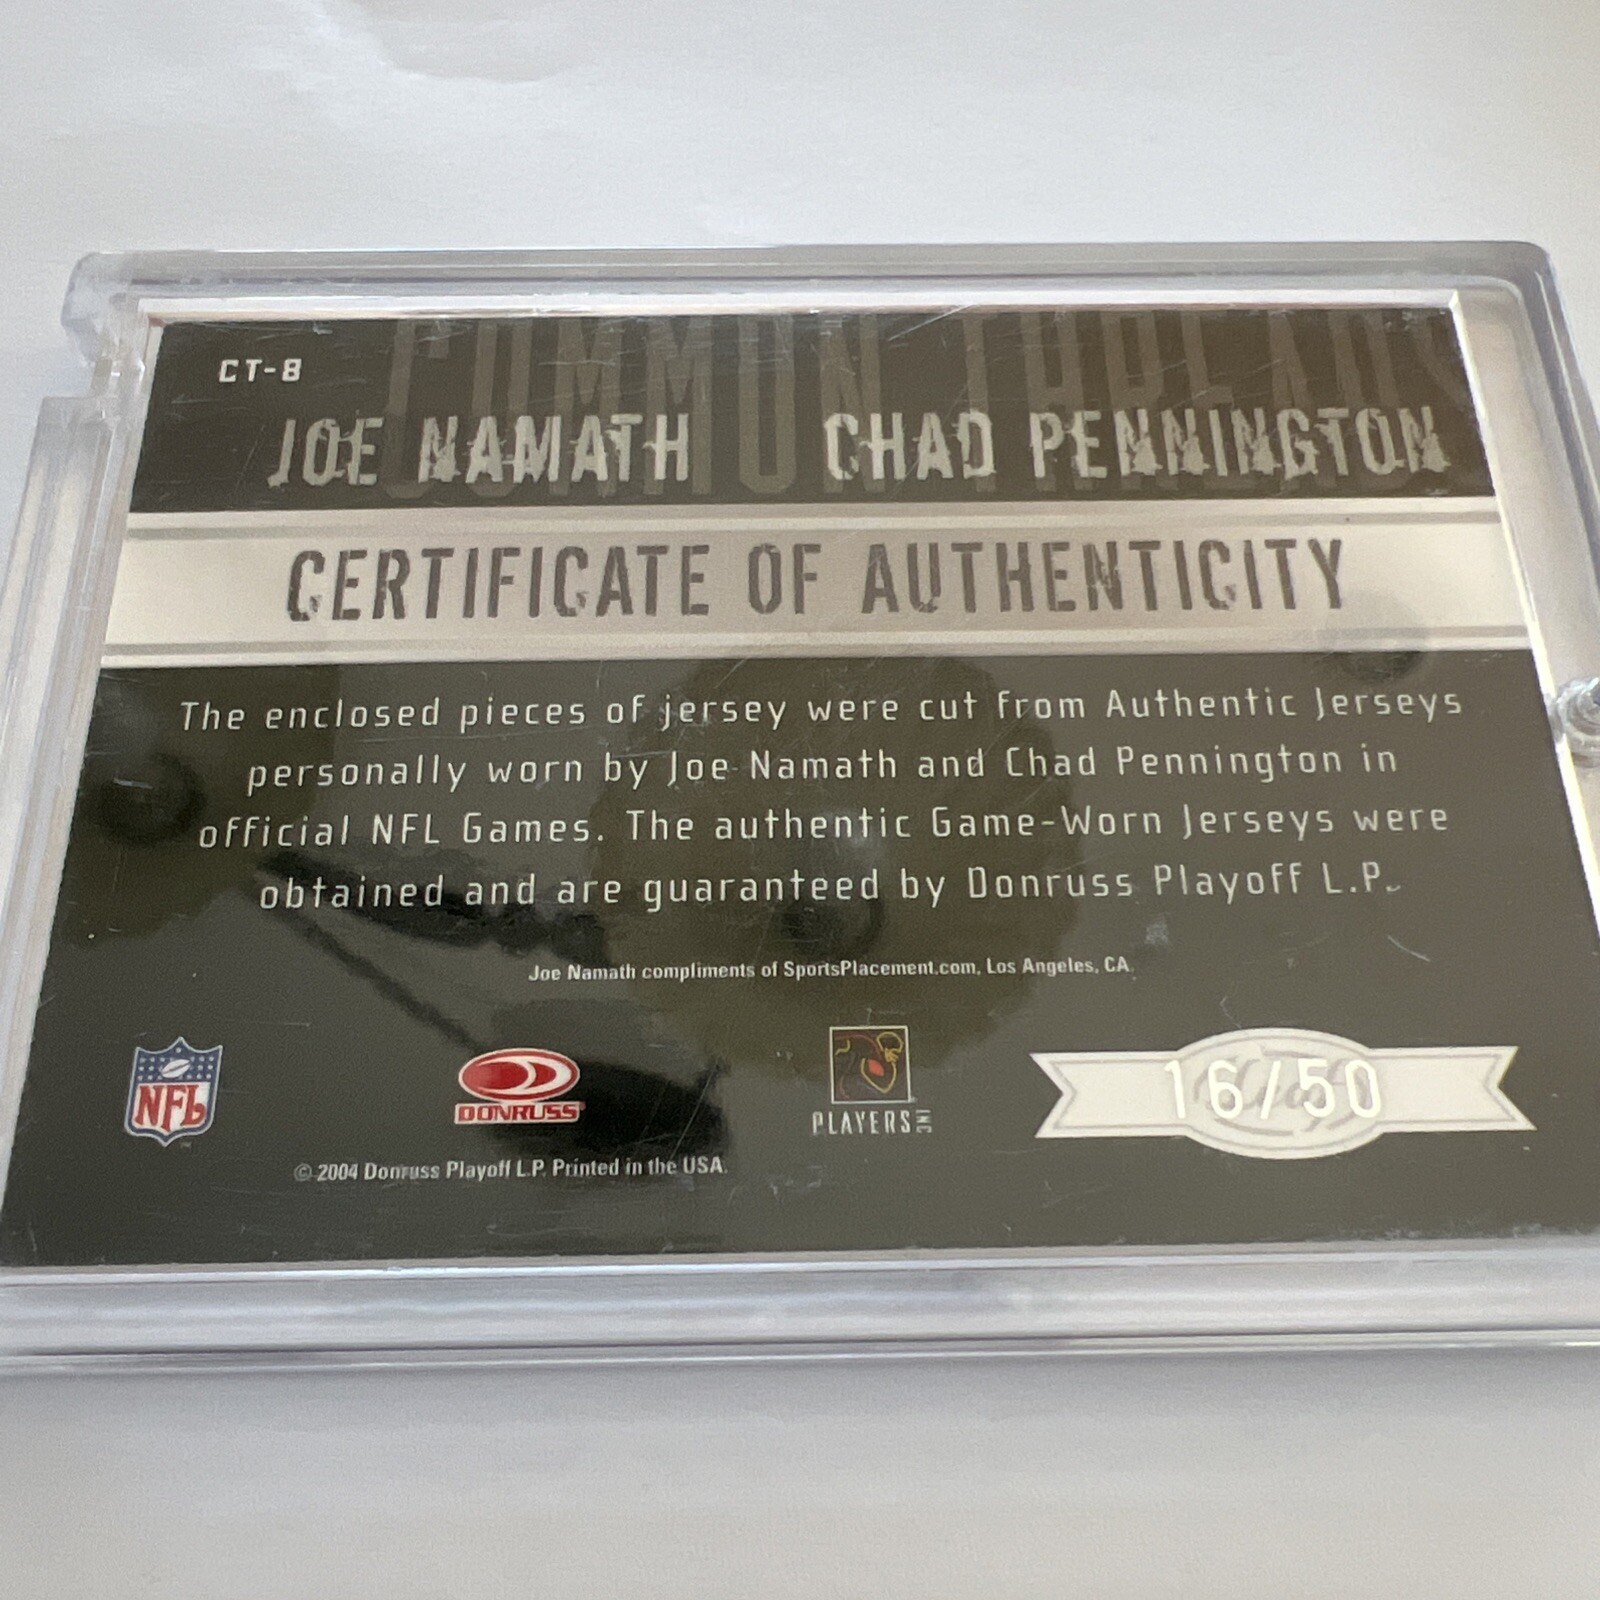 COMMON THREADS
CT-8
JOE NAMATH CHAD PENNINGTON
CERTIFICATE OF AUTHENTICITY
The enclosed pieces of jersey were cut from Authentic Jerseys
personally worn by Joe Namath and Chad Pennington in
official NFL Games. The authentic Game-Worn Jerseys were
obtained and are guaranteed by Donruss Playoff L.P.
Joe Namath compliments of SportsPlacement.com, Los Angeles, CA.
NFL
DONRUSS
PLAYERS INC
16/50
© 2004 Donruss Playoff L.P. Printed in the USA.